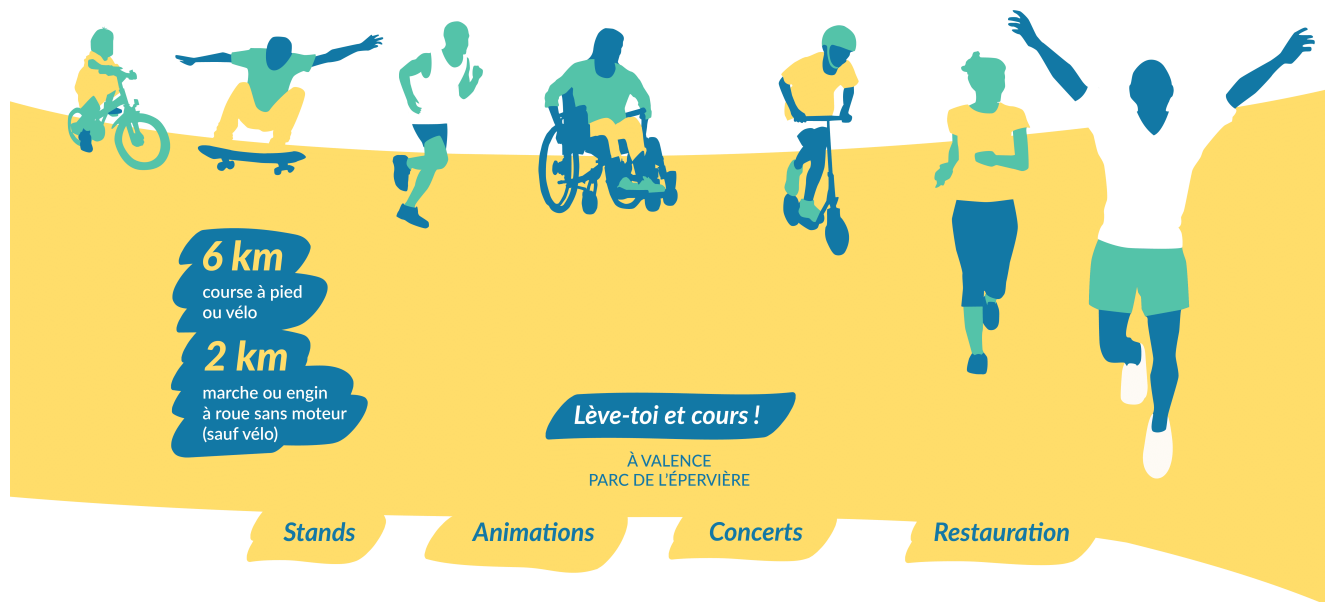 6 km
course à pied
ou vélo
2 km
marche ou engin
à roue sans moteur
(sauf vélo)
Lève-toi et cours !
À VALENCE
PARC DE L’ÉPERVIÈRE
Stands
Animations
Concerts
Restauration